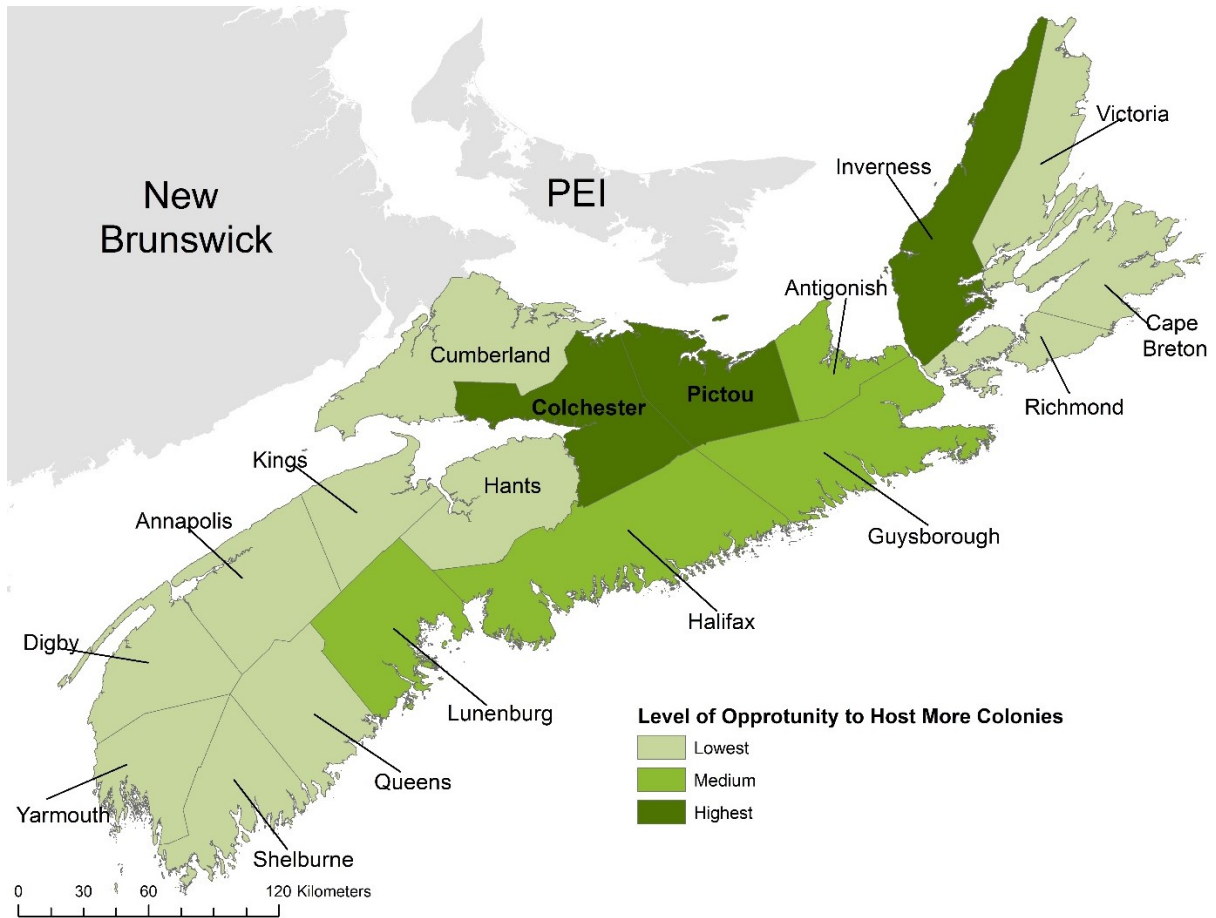 New
Brunswick
PEI
Victoria
Inverness
Antigonish
Cape
Breton
Cumberland
Colchester
Pictou
Richmond
Kings
Hants
Annapolis
Guysborough
Halifax
Digby
Lunenburg
Queens
Yarmouth
Shelburne
Level of Opprotunity to Host More Colonies
Lowest
Medium
Highest
0 30 60 120 Kilometers